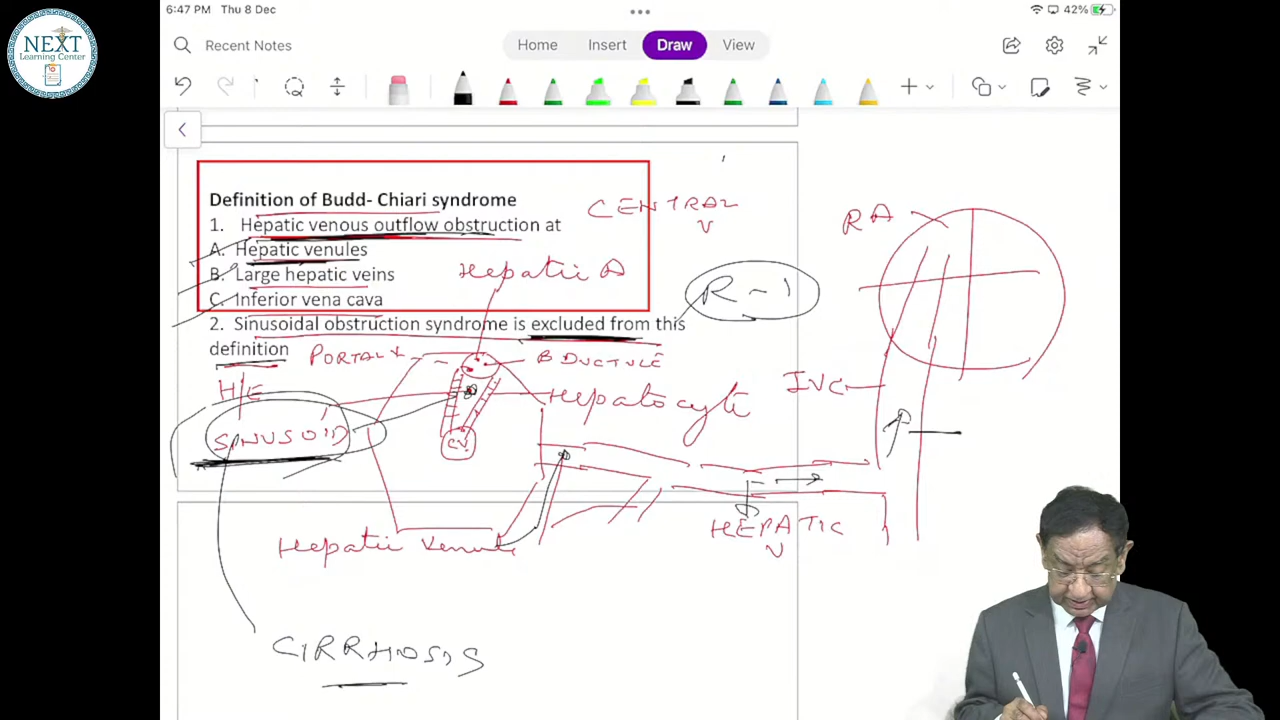 NEXT
Learning Center
6:47 PM Thu 8 Dec
42%
Recent Notes
Home Insert Draw View
Definition of Budd- Chiari syndrome
1. Hepatic venous outflow obstruction at
A. Hepatic venules
B. Large hepatic veins
C. Inferior vena cava
2. Sinusoidal obstruction syndrome is excluded from this
definition
CENTRAL
V
RA
Hepatic A
R-1
PORTAL V
B DUCTULE
H/E
IVC
Hepatocyte
SINUSOID
CV
HEPATIC
V
Hepatic Venule
CIRRHOSIS